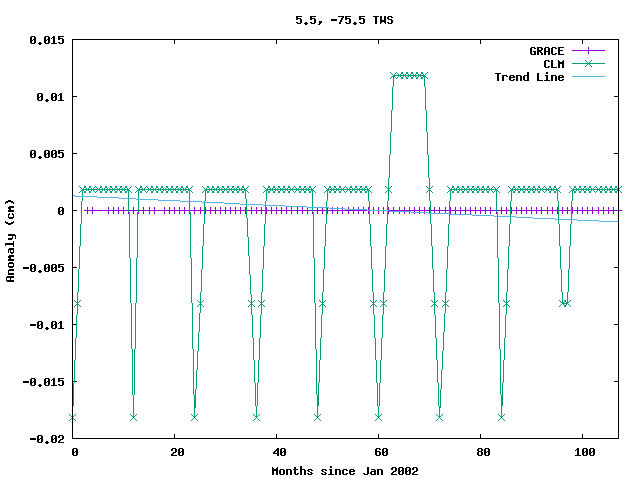 5.5, -75.5 TWS
GRACE
CLM
Trend Line
0.015
0.01
0.005
0
-0.005
-0.01
-0.015
-0.02
Anomaly (cm)
0 20 40 60 80 100
Months since Jan 2002